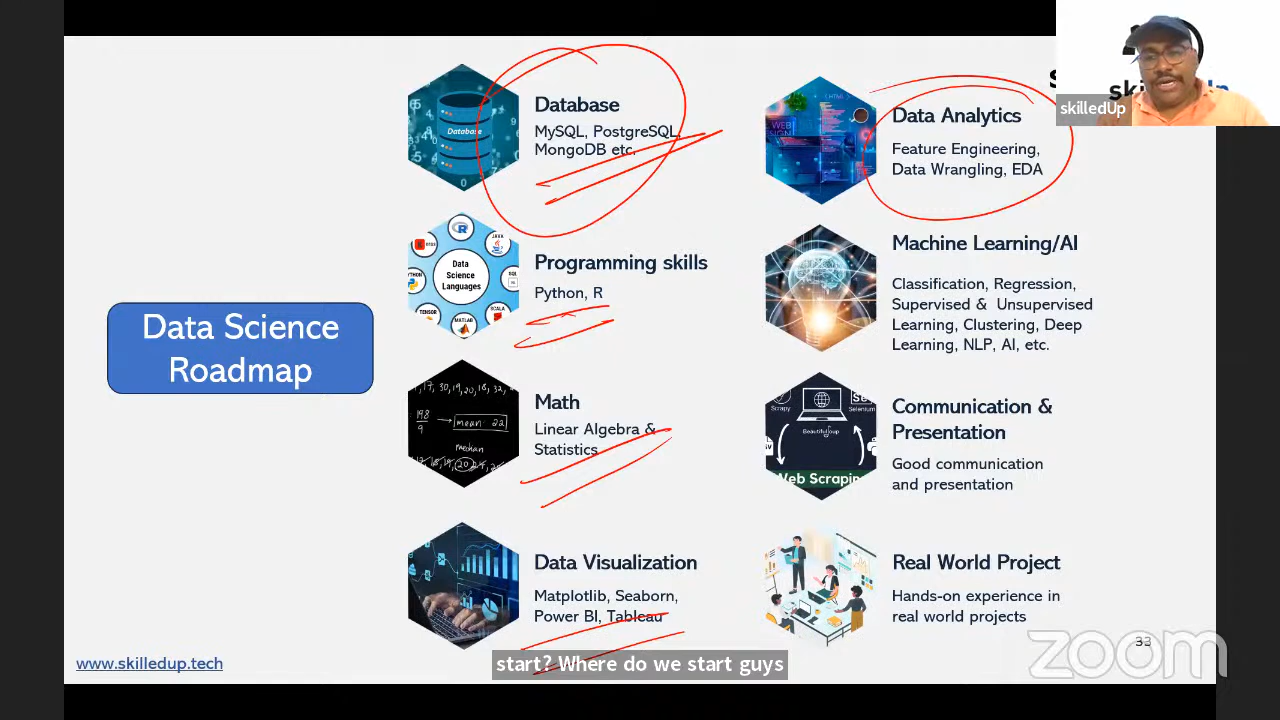 Data Science
Roadmap
Database
Database
MySQL, PostgreSQL,
MongoDB etc.
Data
Science
Languages
Programming skills
Python, R
Math
Linear Algebra &
Statistics
Data Visualization
Matplotlib, Seaborn,
Power BI, Tableau
Data Analytics
Feature Engineering,
Data Wrangling, EDA
Machine Learning/AI
Classification, Regression,
Supervised & Unsupervised
Learning, Clustering, Deep
Learning, NLP, AI, etc.
Communication &
Presentation
Good communication
and presentation
Real World Project
Hands-on experience in
real world projects
skilledUp
www.skilledup.tech
start? Where do we start guys
33
zoom